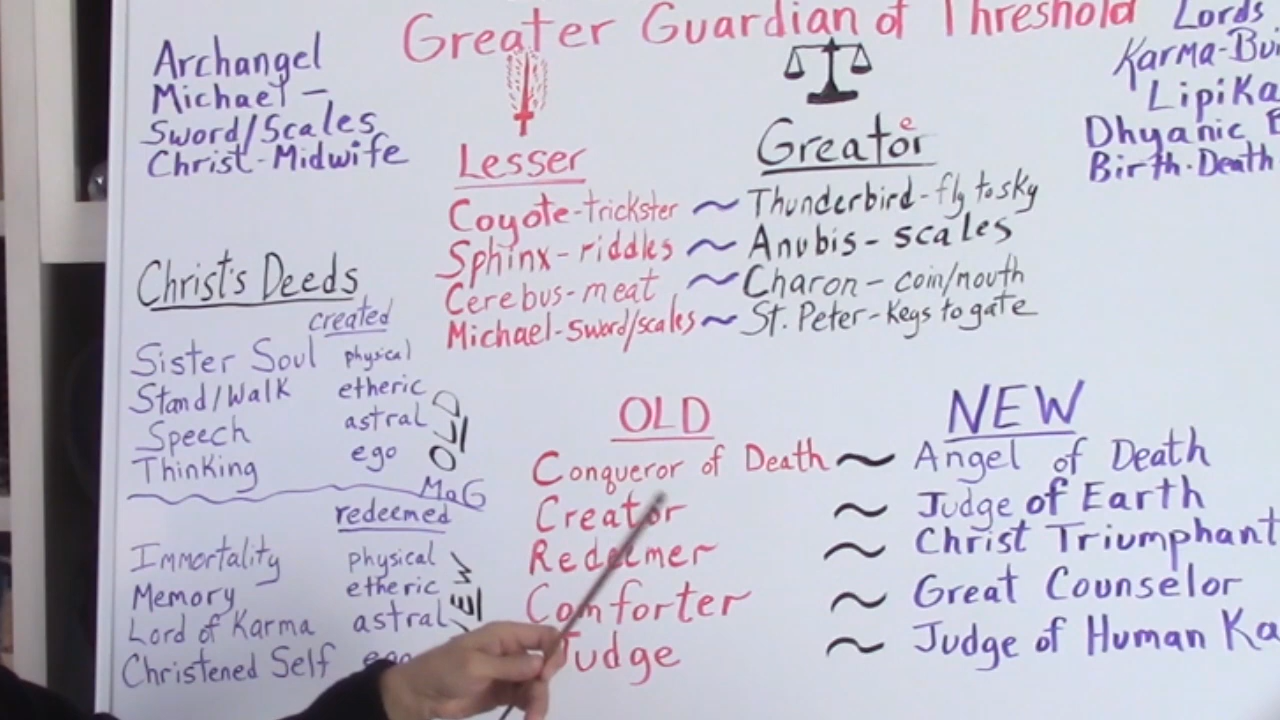 Greater Guardian of Threshold
Archangel
Michael –
Sword/Scales
Christ-Midwife
Lords
Karma-
Lipika
Dhyanic
Birth-Death
Lesser
Coyote-trickster ~
Sphinx-riddles ~
Cerebus-meat ~
Michael-Sword/scales ~
e
Greator
Thunderbird-fly to sky
Anubis-scales
Charon-coin/mouth
St. Peter-Keys to gate
Christ's Deeds
created
Sister Soul physical
Stand/Walk etheric
Speech astral
Thinking ego
OLD
MaG
redeemed
Immortality physical
Memory etheric
Lord of Karma astral
Christened Self
OLD
Conqueror of Death ~
Creator ~
Redeemer ~
Comforter ~
Judge ~
NEW
Angel of Death
Judge of Earth
Christ Triumphant
Great Counselor
Judge of Human